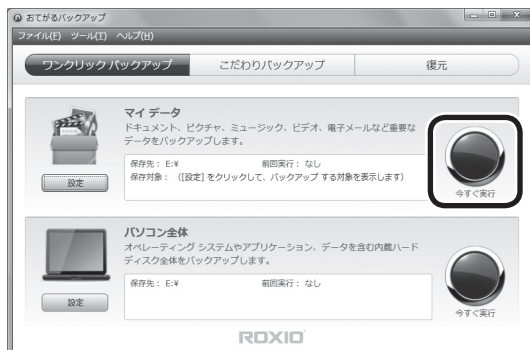 おてがるバックアップ
ファイル(F) ツール(T) ヘルプ(H)
ワンクリックバックアップ こだわりバックアップ 復元
マイ データ
ドキュメント、ピクチャ、ミュージック、ビデオ、電子メールなど重要な
データをバックアップします。
保存先： E:¥ 前回実行： なし
保存対象： （[設定] をクリックして、バックアップ する対象を表示します）
設定
今すぐ実行
パソコン全体
オペレーティング システムやアプリケーション、データを含む内蔵ハード
ディスク全体をバックアップします。
保存先： E:¥ 前回実行： なし
設定
今すぐ実行
ROXIO